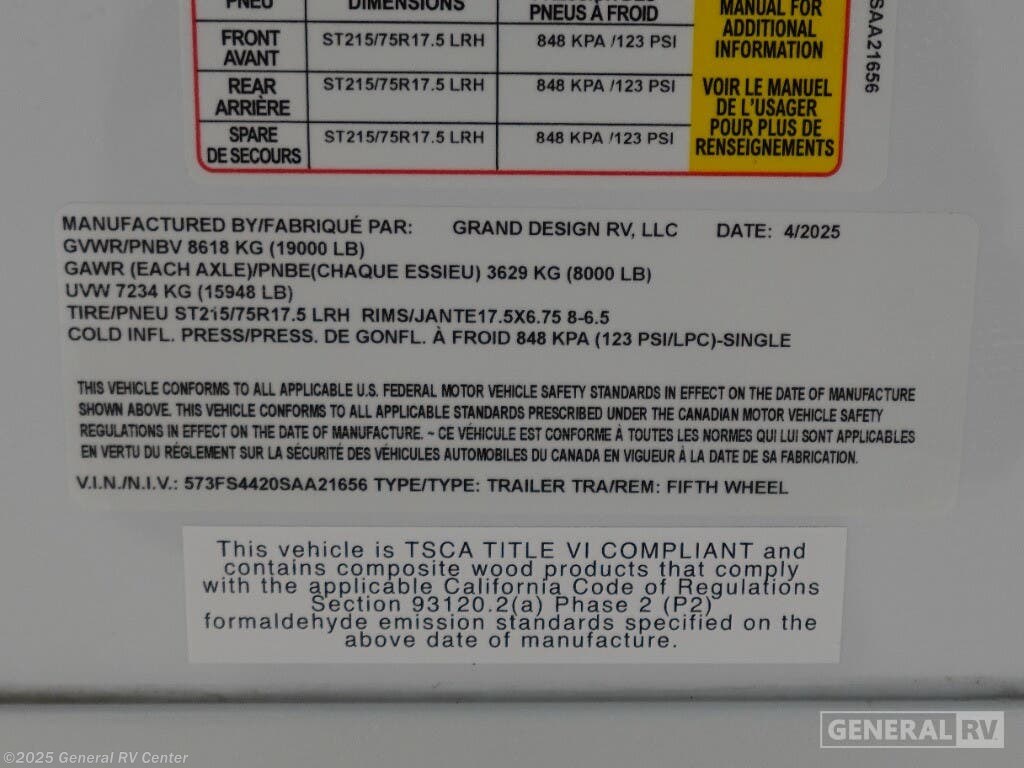 PNEU DIMENSIONS
PNEUS À FROID
FRONT
AVANT
ST215/75R17.5 LRH
848 KPA /123 PSI
REAR
ARRIÈRE
ST215/75R17.5 LRH
848 KPA /123 PSI
SPARE
DE SECOURS
ST215/75R17.5 LRH
848 KPA /123 PSI
MANUAL FOR
ADDITIONAL
INFORMATION
VOIR LE MANUEL
DE L'USAGER
POUR PLUS DE
RENSEIGNEMENTS
SAA21656
MANUFACTURED BY/FABRIQUÉ PAR: GRAND DESIGN RV, LLC DATE: 4/2025
GVWR/PNBV 8618 KG (19000 LB)
GAWR (EACH AXLE)/PNBE(CHAQUE ESSIEU) 3629 KG (8000 LB)
UVW 7234 KG (15948 LB)
TIRE/PNEU ST215/75R17.5 LRH RIMS/JANTE17.5X6.75 8-6.5
COLD INFL. PRESS/PRESS. DE GONFL. À FROID 848 KPA (123 PSI/LPC)-SINGLE
THIS VEHICLE CONFORMS TO ALL APPLICABLE U.S. FEDERAL MOTOR VEHICLE SAFETY STANDARDS IN EFFECT ON THE DATE OF MANUFACTURE
SHOWN ABOVE. THIS VEHICLE CONFORMS TO ALL APPLICABLE STANDARDS PRESCRIBED UNDER THE CANADIAN MOTOR VEHICLE SAFETY
REGULATIONS IN EFFECT ON THE DATE OF MANUFACTURE. ~ CE VÉHICULE EST CONFORME À TOUTES LES NORMES QUI LUI SONT APPLICABLES
EN VERTU DU RÉGLEMENT SUR LA SÉCURITÉ DES VÉHICULES AUTOMOBILES DU CANADA EN VIGUEUR À LA DATE DE SA FABRICATION.
V.I.N./N.I.V.: 573FS4420SAA21656 TYPE/TYPE: TRAILER TRA/REM: FIFTH WHEEL
This vehicle is TSCA TITLE VI COMPLIANT and
contains composite wood products that comply
with the applicable California Code of Regulations
Section 93120.2(a) Phase 2 (P2)
formaldehyde emission standards specified on the
above date of manufacture.
GENERAL RV
©2025 General RV Center